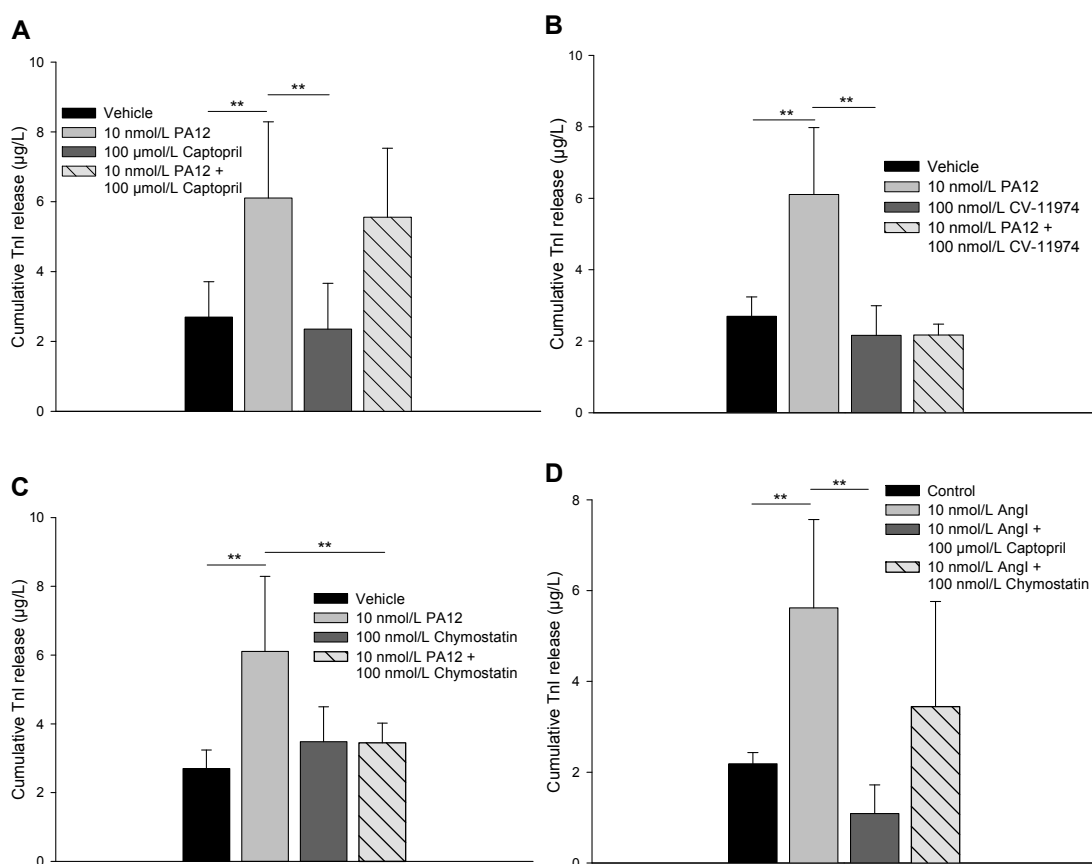 A
Cumulative TnI release (µg/L)
10
8
6
4
2
0
**
**
Vehicle
10 nmol/L PA12
100 µmol/L Captopril
10 nmol/L PA12 +
100 µmol/L Captopril
B
Cumulative TnI release (µg/L)
10
8
6
4
2
0
**
**
Vehicle
10 nmol/L PA12
100 nmol/L CV-11974
10 nmol/L PA12 +
100 nmol/L CV-11974
C
Cumulative TnI release (µg/L)
10
8
6
4
2
0
**
**
Vehicle
10 nmol/L PA12
100 nmol/L Chymostatin
10 nmol/L PA12 +
100 nmol/L Chymostatin
D
Cumulative TnI release (µg/L)
8
6
4
2
0
**
**
Control
10 nmol/L AngI
10 nmol/L AngI +
100 µmol/L Captopril
10 nmol/L AngI +
100 nmol/L Chymostatin